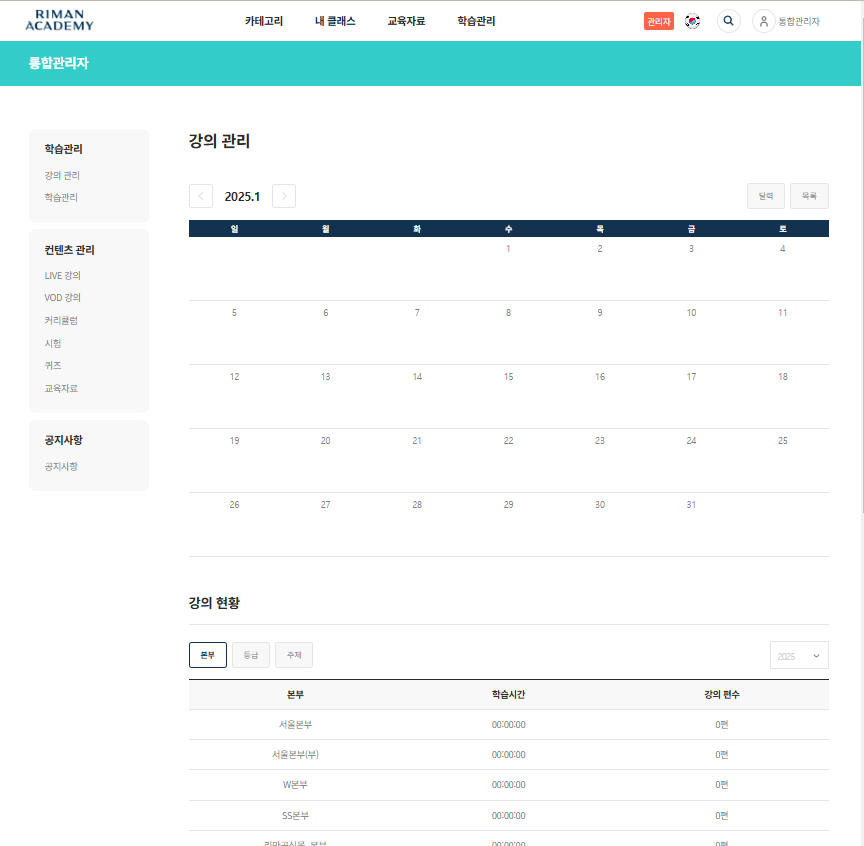 RIMAN
ACADEMY
카테고리 내 클래스 교육자료 학습관리
관리자 통합관리자
통합관리자
학습관리
강의 관리
학습관리
컨텐츠 관리
LIVE 강의
VOD 강의
커리큘럼
시험
퀴즈
교육자료
공지사항
공지사항
강의 관리
2025.1
달력 목록
일 월 화 수 목 금 토
1 2 3 4
5 6 7 8 9 10 11
12 13 14 15 16 17 18
19 20 21 22 23 24 25
26 27 28 29 30 31
강의 현황
본부 등급 주제
2025
본부 학습시간 강의 편수
서울본부 00:00:00 0편
서울본부(부) 00:00:00 0편
W본부 00:00:00 0편
SS본부 00:00:00 0편
00:00:00 0편